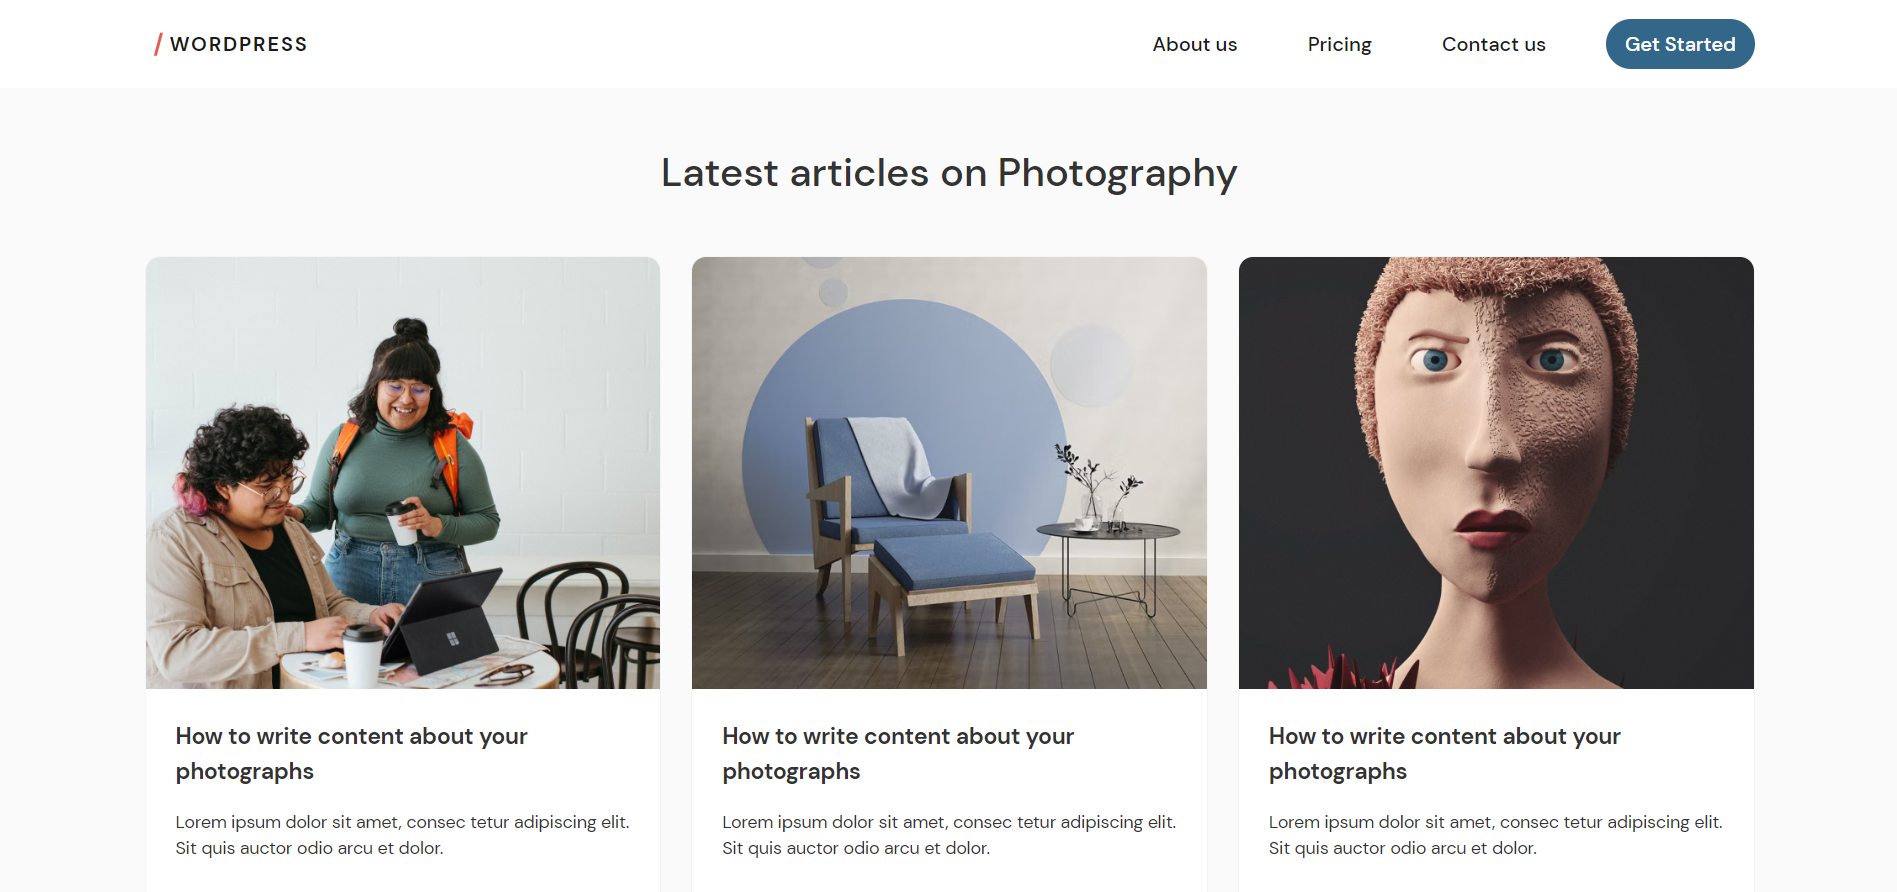 / WORDPRESS
About us
Pricing
Contact us
Get Started
Latest articles on Photography
How to write content about your
photographs
Lorem ipsum dolor sit amet, consec tetur adipiscing elit.
Sit quis auctor odio arcu et dolor.
How to write content about your
photographs
Lorem ipsum dolor sit amet, consec tetur adipiscing elit.
Sit quis auctor odio arcu et dolor.
How to write content about your
photographs
Lorem ipsum dolor sit amet, consec tetur adipiscing elit.
Sit quis auctor odio arcu et dolor.